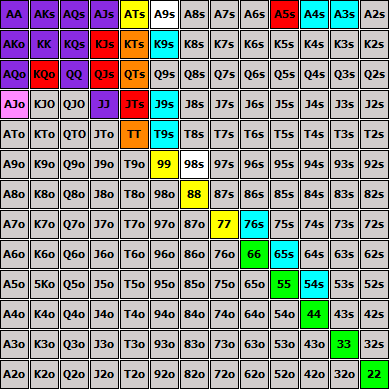 AA AKs AQs AJs ATs A9s A8s A7s A6s A5s A4s A3s A2s
AKo KK KQs KJs KTs K9s K8s K7s K6s K5s K4s K3s K2s
AQo KQo QQ QJs QTs Q9s Q8s Q7s Q6s Q5s Q4s Q3s Q2s
AJo KJO QJO JJ JTs J9s J8s J7s J6s J5s J4s J3s J2s
ATo KTo QTO JTo TT T9s T8s T7s T6s T5s T4s T3s T2s
A9o K9o Q9o J9o T9o 99 98s 97s 96s 95s 94s 93s 92s
A8o K8o Q8o J8o T8o 98o 88 87s 86s 85s 84s 83s 82s
A7o K7o Q7o J7o T7o 97o 87o 77 76s 75s 74s 73s 72s
A6o K6o Q6o J6o T6o 96o 86o 76o 66 65s 64s 63s 62s
A5o 5Ko Q5o J5o T5o 95o 85o 75o 65o 55 54s 53s 52s
A4o K4o Q4o J4o T4o 94o 84o 74o 64o 54o 44 43s 42s
A3o K3o Q3o J3o T3o 93o 83o 73o 63o 53o 43o 33 32s
A2o K2o Q2o J2o T2o 92o 82o 72o 62o 52o 42o 32o 22